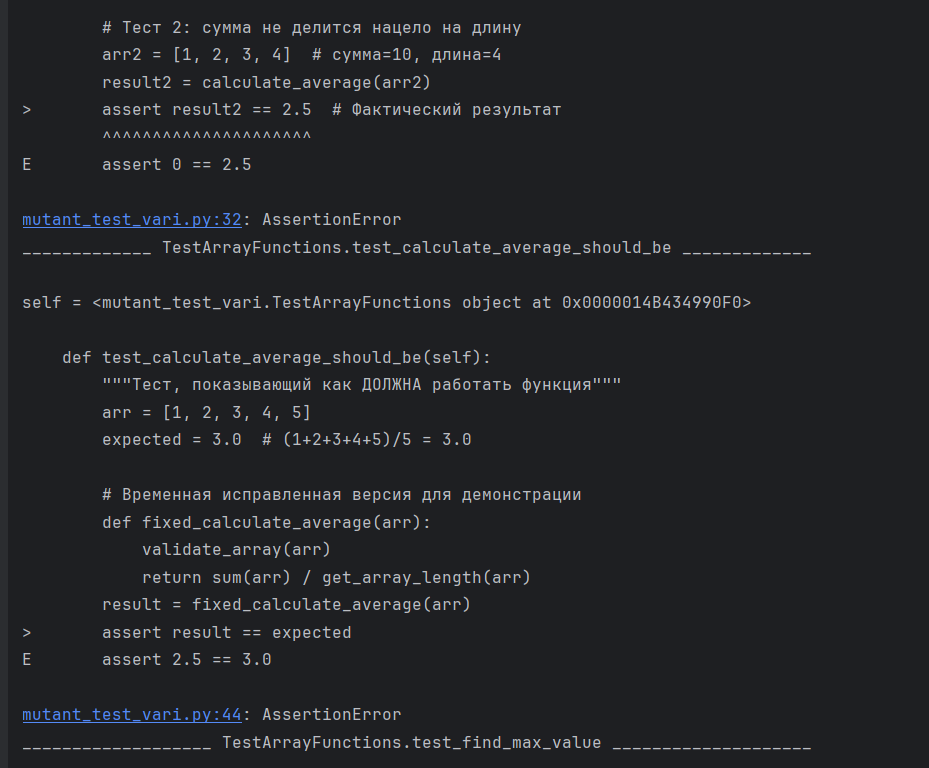 # Тест 2: сумма не делится нацело на длину
arr2 = [1, 2, 3, 4]  # сумма=10, длина=4
result2 = calculate_average(arr2)
>       assert result2 == 2.5  # Фактический результат
        ^^^^^^^^^^^^^^^^^^^^^
E       assert 0 == 2.5
mutant_test_vari.py:32: AssertionError
_____________ TestArrayFunctions.test_calculate_average_should_be _____________
self = <mutant_test_vari.TestArrayFunctions object at 0x0000014B434990F0>
    def test_calculate_average_should_be(self):
        """Тест, показывающий как ДОЛЖНА работать функция"""
        arr = [1, 2, 3, 4, 5]
        expected = 3.0  # (1+2+3+4+5)/5 = 3.0
        # Временная исправленная версия для демонстрации
        def fixed_calculate_average(arr):
            validate_array(arr)
            return sum(arr) / get_array_length(arr)
        result = fixed_calculate_average(arr)
>       assert result == expected
E       assert 2.5 == 3.0
mutant_test_vari.py:44: AssertionError
___________________ TestArrayFunctions.test_find_max_value ____________________